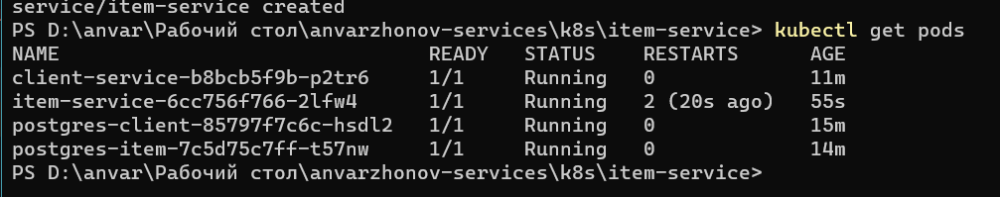 service/item-service created
PS D:\anvar\Рабочий стол\anvarzhonov-services\k8s\item-service> kubectl get pods
NAME READY STATUS RESTARTS AGE
client-service-b8bcb5f9b-p2tr6 1/1 Running 0 11m
item-service-6cc756f766-2lfw4 1/1 Running 2 (20s ago) 55s
postgres-client-85797f7c6c-hsdl2 1/1 Running 0 15m
postgres-item-7c5d75c7ff-t57nw 1/1 Running 0 14m
PS D:\anvar\Рабочий стол\anvarzhonov-services\k8s\item-service>